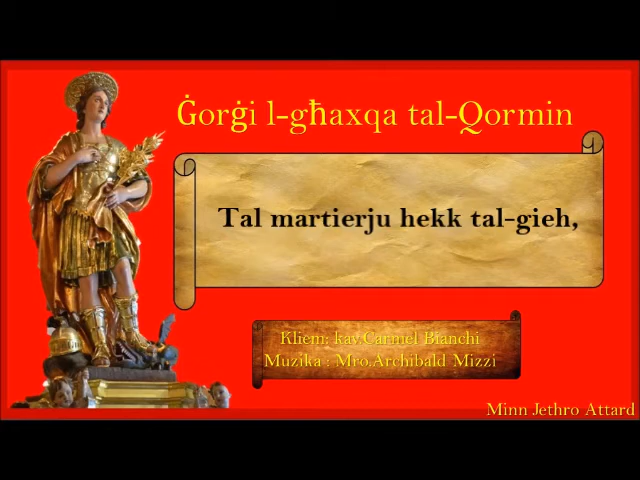 Ġorġi l-għaxqa tal-Qormin
Tal martierju hekk tal-gieh,
Kliem: kav.Carmel Bianchi
Muzika : Mro.Archibald Mizzi
Minn Jethro Attard